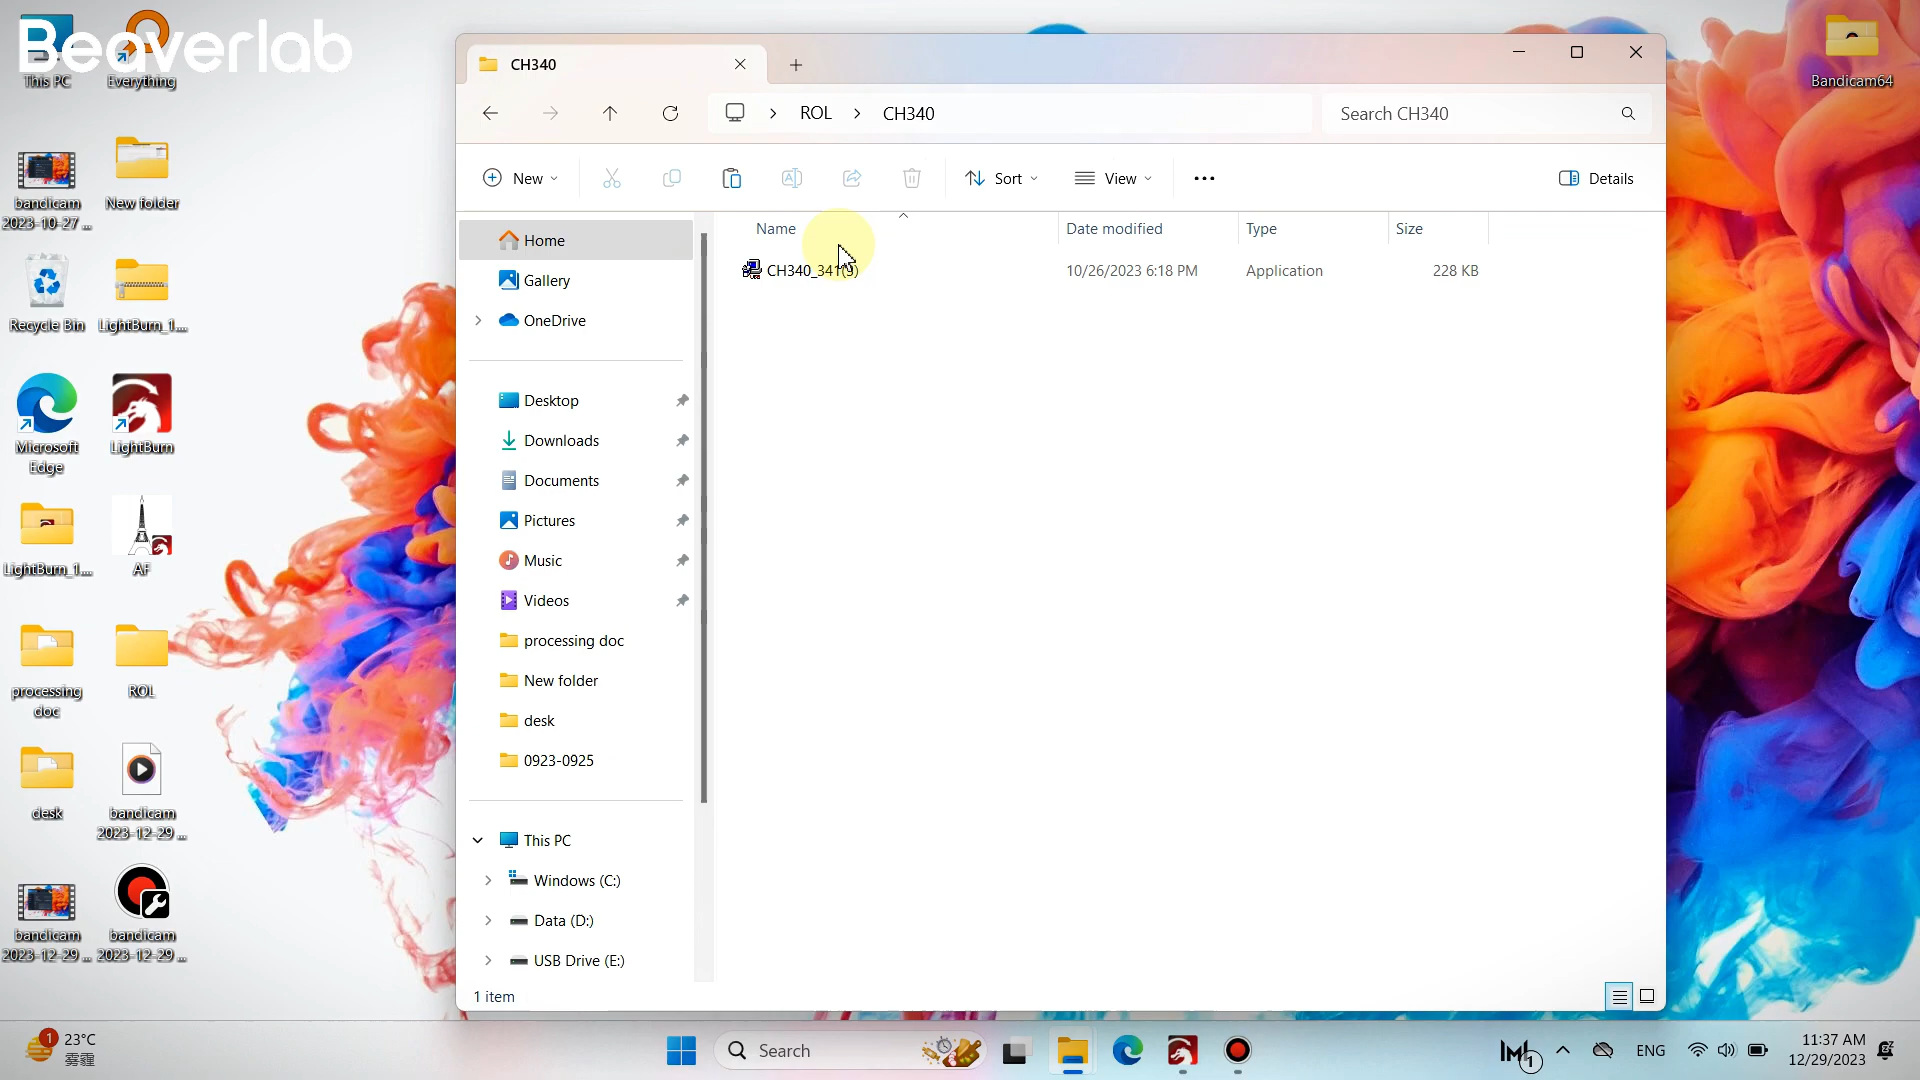 Beaverlab
This PC
Everything
Bandicam64
bandicam
2023-10-27 ...
New folder
Recycle Bin
LightBurn_1....
Microsoft
Edge
LightBurn
LightBurn_1....
AF
processing
doc
ROL
desk
bandicam
2023-12-29 ...
bandicam
2023-12-29 ...
bandicam
2023-12-29 ...
CH340
ROL
CH340
Search CH340
New
Sort
View
Details
Name
Date modified
Type
Size
CH340_341(9)
10/26/2023 6:18 PM
Application
228 KB
Home
Gallery
OneDrive
Desktop
Downloads
Documents
Pictures
Music
Videos
processing doc
New folder
desk
0923-0925
This PC
Windows (C:)
Data (D:)
USB Drive (E:)
1 item
1
23°C
雾霾
Search
1
ENG
11:37 AM
12/29/2023